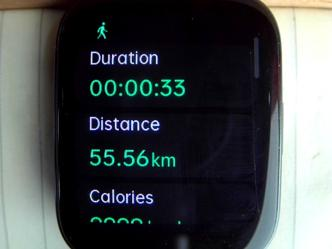 Duration
00:00:33
Distance
55.56km
Calories